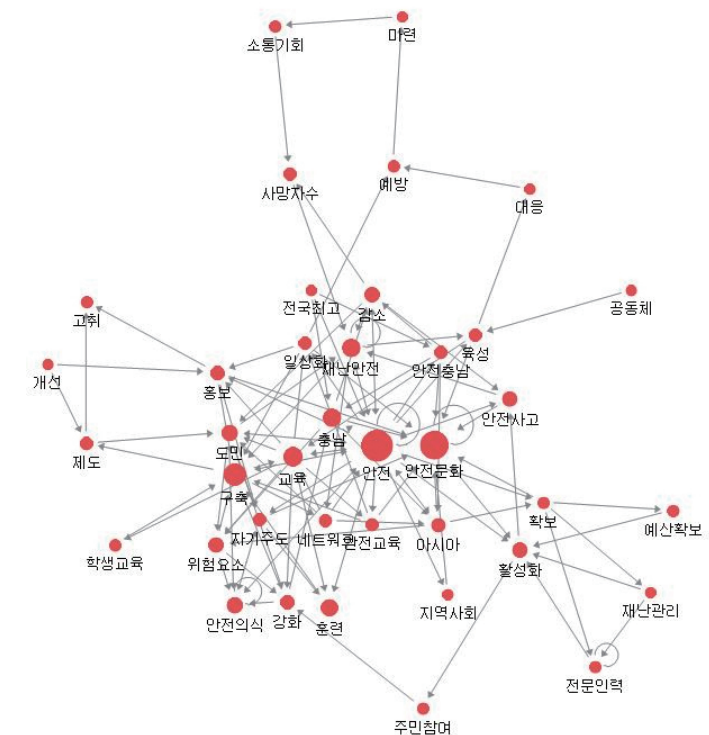 마련
소통기회
예방
사망자수
대응
공동체
고취
전국최고
감소
육성
일상화
재난안전
안전충남
개선
홍보
안전사고
충남
제도
도민
안전
안전문화
교육
구축
자기주도
네트워크
안전교육
아시아
확보
예산확보
학생교육
위험요소
활성화
안전의식
강화
훈련
지역사회
재난관리
전문인력
주민참여